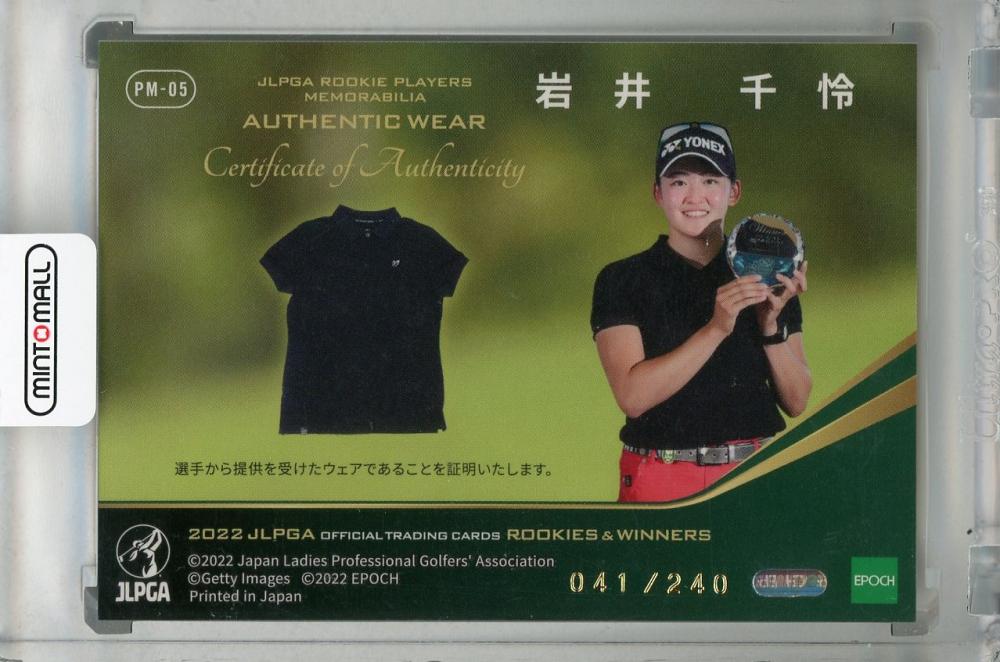 PM-05
JLPGA ROOKIE PLAYERS
MEMORABILIA
AUTHENTIC WEAR
Certificate of Authenticity
岩井 千怜
YONEX
Winner
選手から提供を受けたウェアであることを証明いたします。
MINT MALL
2022 JLPGA OFFICIAL TRADING CARDS ROOKIES & WINNERS
©2022 Japan Ladies Professional Golfers' Association
©Getty Images ©2022 EPOCH
Printed in Japan
JLPGA
041/240
EPOCH